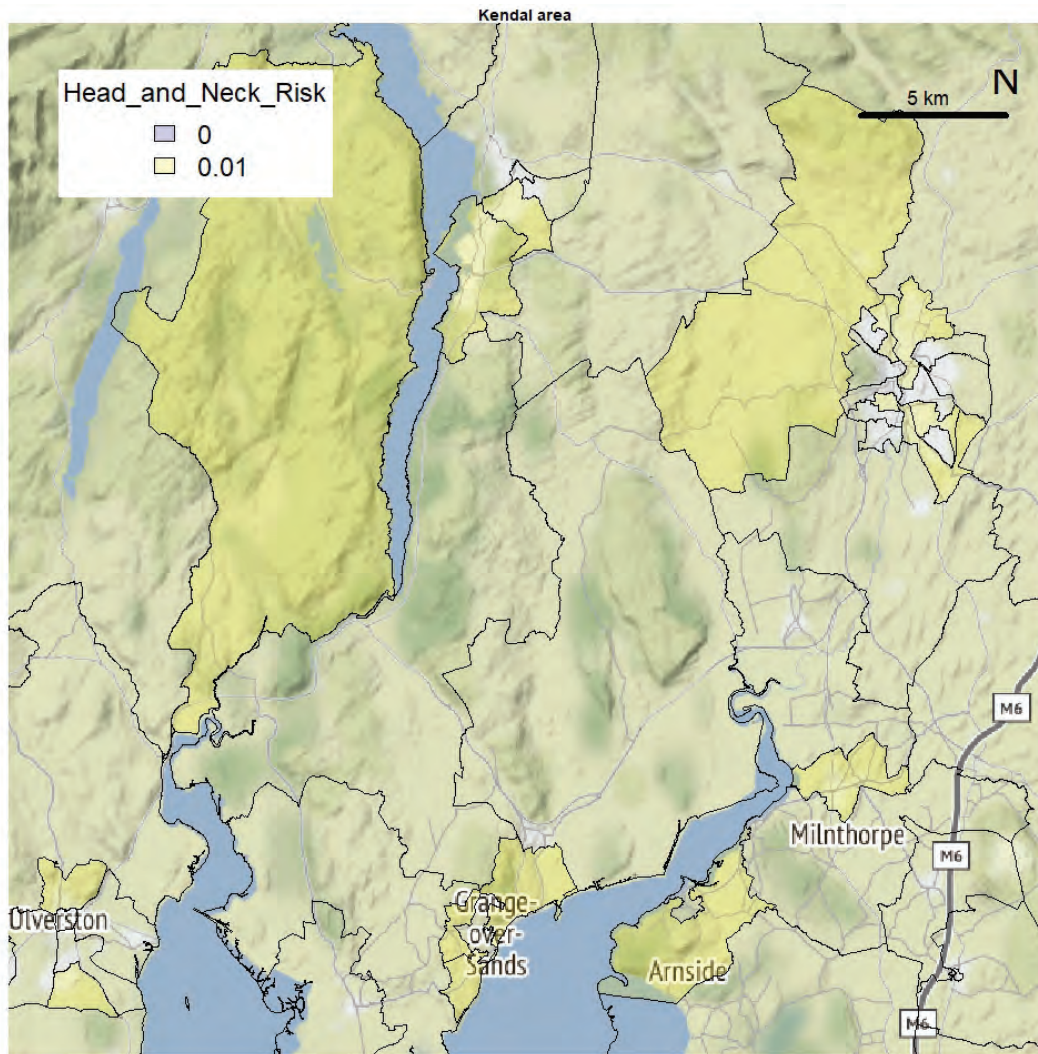 Kendal area
Head_and_Neck_Risk
0
0.01
N
5 km
M6
Milnthorpe
M6
Ulverston
Grange-
over-
Sands
Arnside
M6